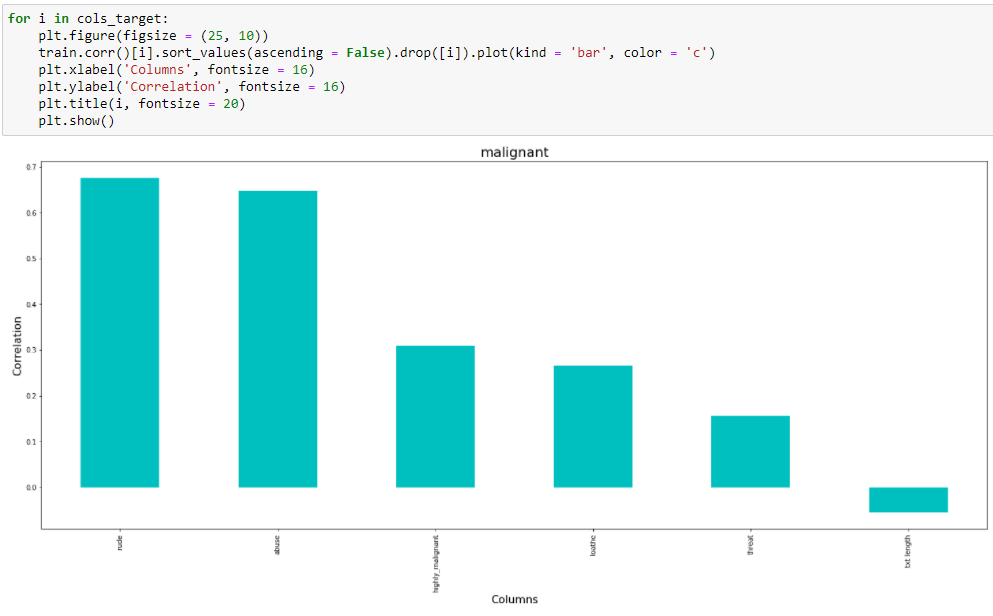 for i in cols_target:
    plt.figure(figsize = (25, 10))
    train.corr()[i].sort_values(ascending = False).drop([i]).plot(kind = 'bar', color = 'c')
    plt.xlabel('Columns', fontsize = 16)
    plt.ylabel('Correlation', fontsize = 16)
    plt.title(i, fontsize = 20)
    plt.show()
malignant
0.7
0.6
0.5
0.4
0.3
0.2
0.1
0.0
Correlation
rude
abuse
highly_malignant
loathe
threat
txt length
Columns